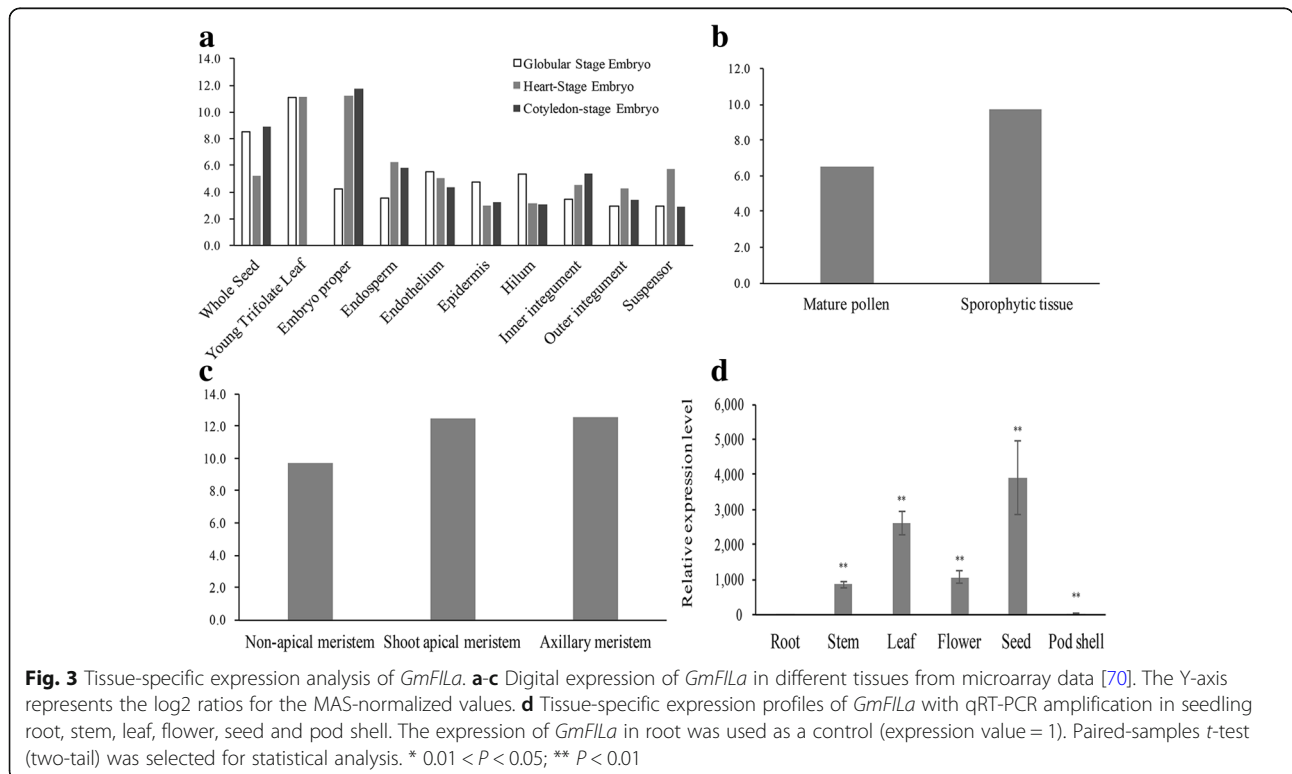 a
14.0
12.0
10.0
8.0
6.0
4.0
2.0
0.0
Globular Stage Embryo
Heart-Stage Embryo
Cotyledon-stage Embryo
Whole Seed
Young Trifolate Leaf
Embryo proper
Endosperm
Endothelium
Epidermis
Hilum
Inner integument
Outer integument
Suspensor
b
12.0
10.0
8.0
6.0
4.0
2.0
0.0
Mature pollen
Sporophytic tissue
c
14.0
12.0
10.0
8.0
6.0
4.0
2.0
0.0
Non-apical meristem
Shoot apical meristem
Axillary meristem
d
Relative expression level
6,000
5,000
4,000
3,000
2,000
1,000
0
**
**
**
**
**
Root
Stem
Leaf
Flower
Seed
Pod shell
Fig. 3 Tissue-specific expression analysis of GmFILa. a-c Digital expression of GmFILa in different tissues from microarray data [70]. The Y-axis
represents the log2 ratios for the MAS-normalized values. d Tissue-specific expression profiles of GmFILa with qRT-PCR amplification in seedling
root, stem, leaf, flower, seed and pod shell. The expression of GmFILa in root was used as a control (expression value = 1). Paired-samples t-test
(two-tail) was selected for statistical analysis. * 0.01 < P < 0.05; ** P < 0.01